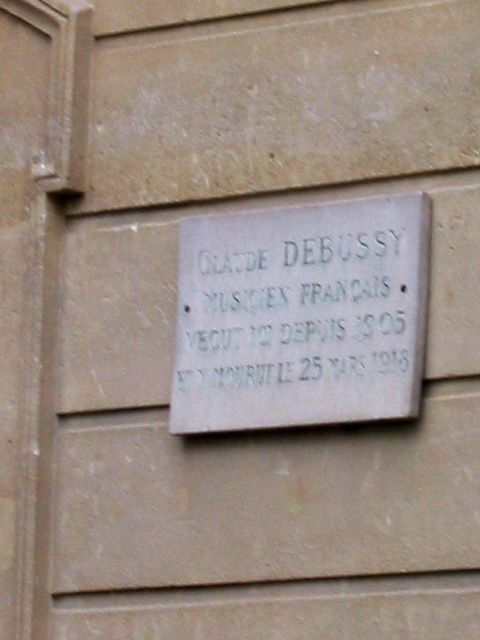 CLAUDE DEBUSSY
MUSICIEN FRANÇAIS
VECUT ICI DEPUIS 1905
ET Y MOURUT LE 25 MARS 1918